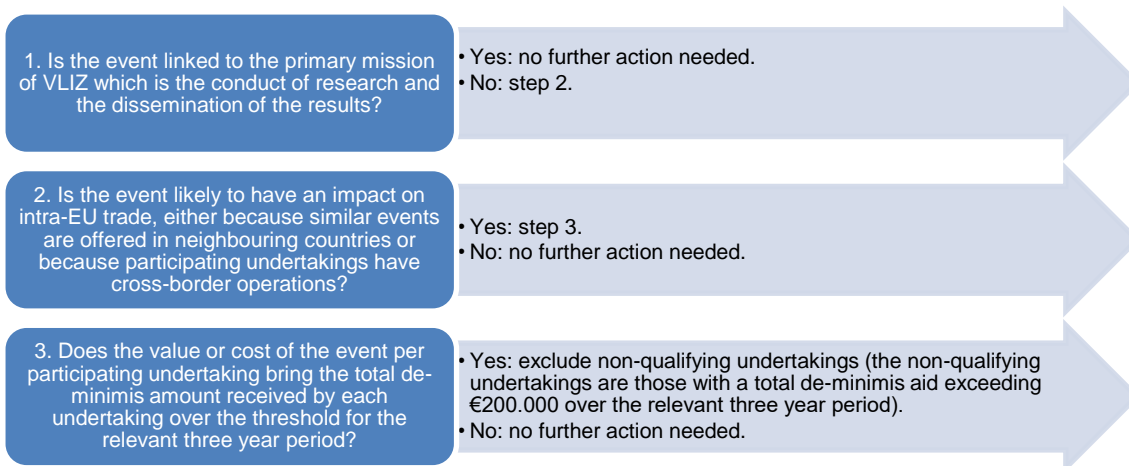 1. Is the event linked to the primary mission
of VLIZ which is the conduct of research and
the dissemination of the results?
• Yes: no further action needed.
• No: step 2.
2. Is the event likely to have an impact on
intra-EU trade, either because similar events
are offered in neighbouring countries or
because participating undertakings have
cross-border operations?
• Yes: step 3.
• No: no further action needed.
3. Does the value or cost of the event per
participating undertaking bring the total de-
minimis amount received by each
undertaking over the threshold for the
relevant three year period?
• Yes: exclude non-qualifying undertakings (the non-qualifying
undertakings are those with a total de-minimis aid exceeding
€200.000 over the relevant three year period).
• No: no further action needed.